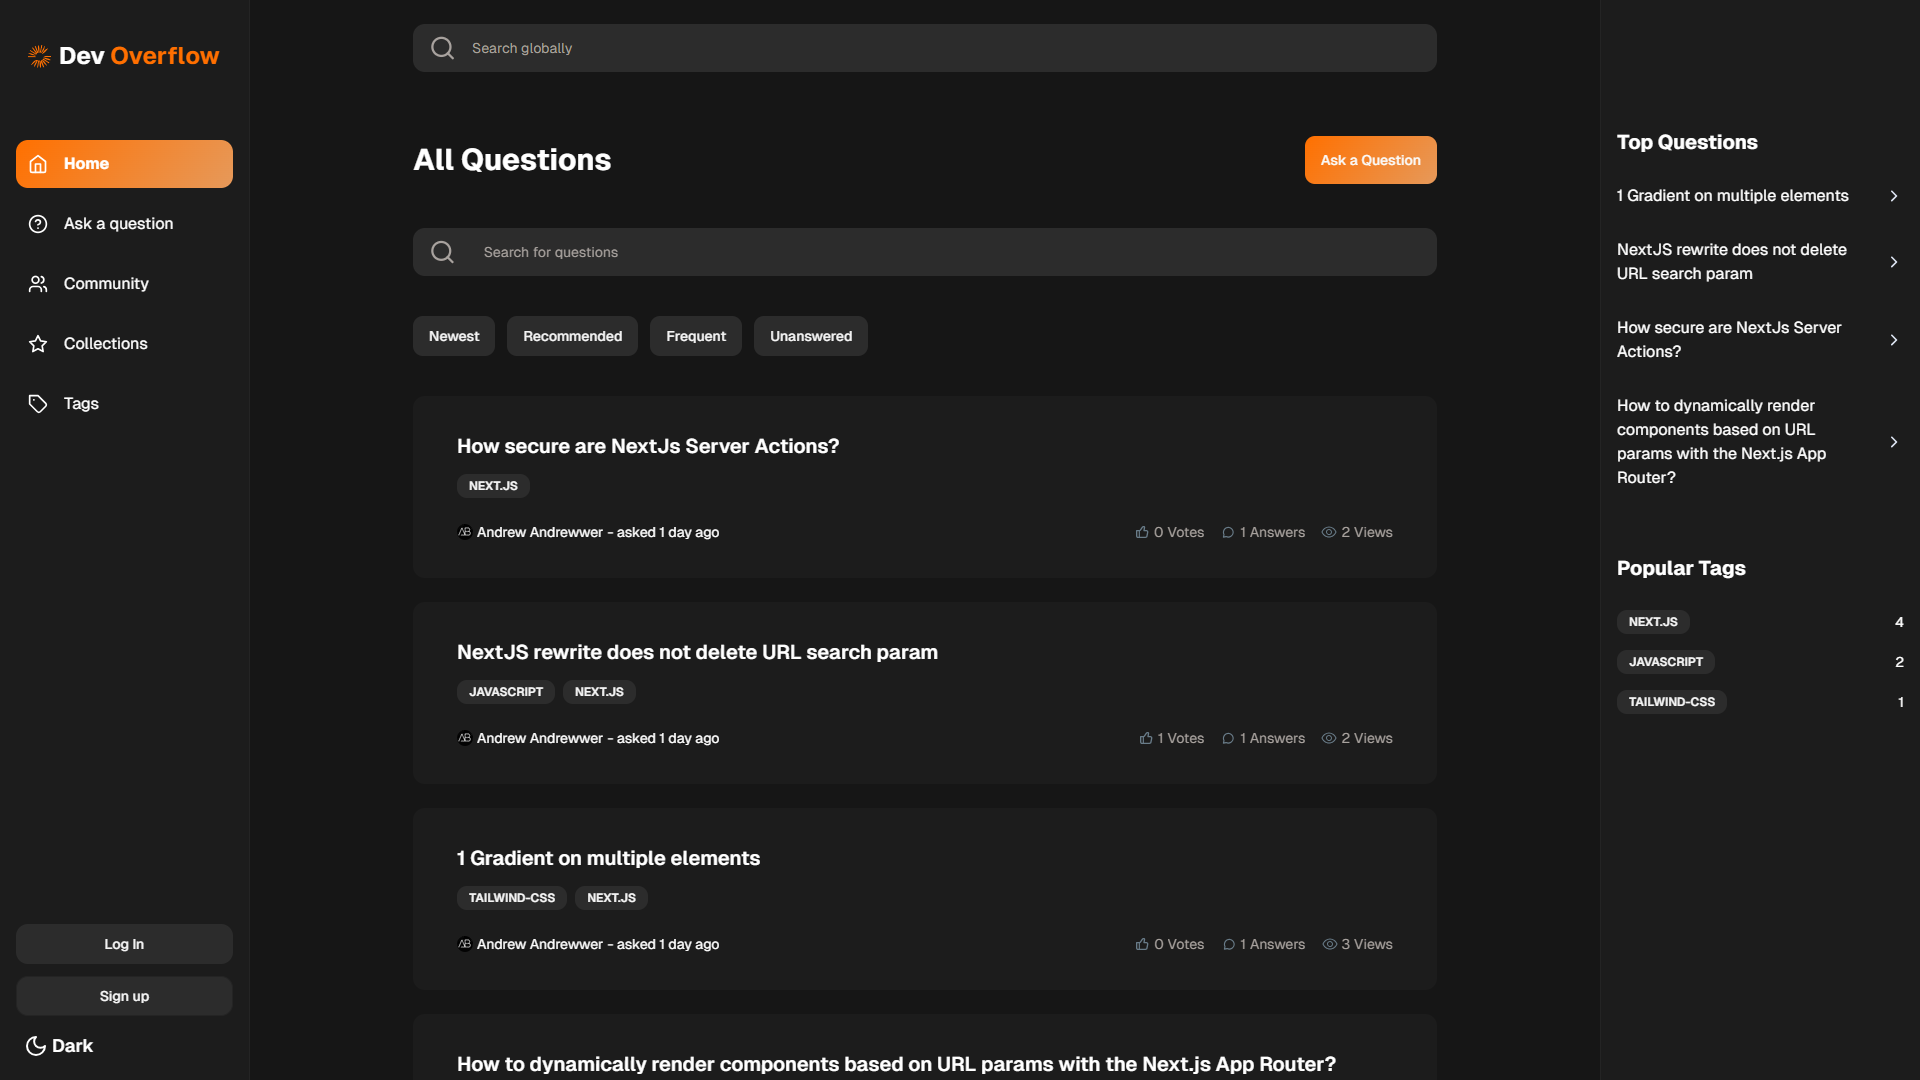 Dev Overflow
Home
Ask a question
Community
Collections
Tags
Log In
Sign up
Dark
Search globally
All Questions
Ask a Question
Search for questions
Newest
Recommended
Frequent
Unanswered
How secure are NextJs Server Actions?
NEXT.JS
Andrew Andrewwer - asked 1 day ago
0 Votes
1 Answers
2 Views
NextJS rewrite does not delete URL search param
JAVASCRIPT
NEXT.JS
Andrew Andrewwer - asked 1 day ago
1 Votes
1 Answers
2 Views
1 Gradient on multiple elements
TAILWIND-CSS
NEXT.JS
Andrew Andrewwer - asked 1 day ago
0 Votes
1 Answers
3 Views
How to dynamically render components based on URL params with the Next.js App Router?
Top Questions
1 Gradient on multiple elements
NextJS rewrite does not delete
URL search param
How secure are NextJs Server
Actions?
How to dynamically render
components based on URL
params with the Next.js App
Router?
Popular Tags
NEXT.JS 4
JAVASCRIPT 2
TAILWIND-CSS 1